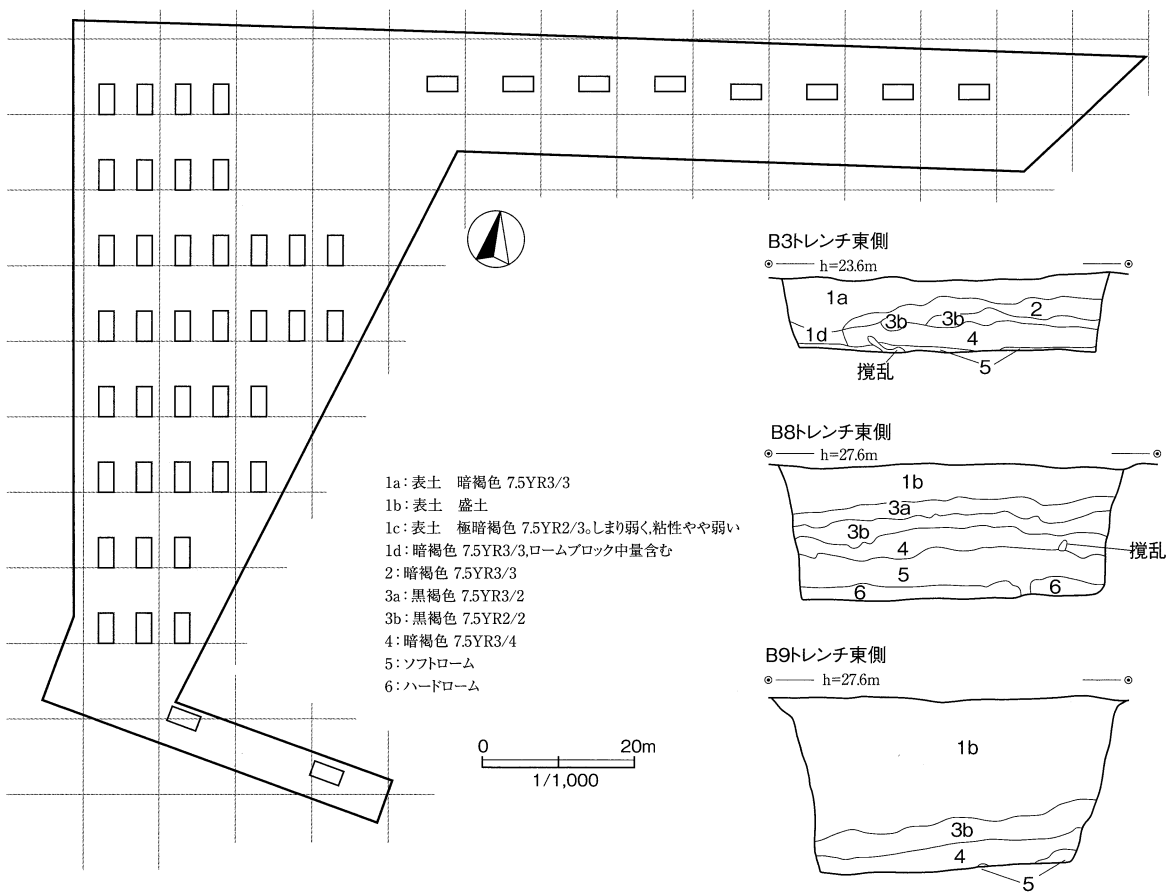 B3トレンチ東側
h=23.6m
1a
2
3b
3b
1d
4
5
撹乱
B8トレンチ東側
h=27.6m
1b
3a
3b
4
撹乱
5
6
6
1a：表土　暗褐色 7.5YR3/3
1b：表土　盛土
1c：表土　極暗褐色 7.5YR2/3。しまり弱く，粘性やや弱い
1d：暗褐色 7.5YR3/3，ロームブロック中量含む
2：暗褐色 7.5YR3/3
3a：黒褐色 7.5YR3/2
3b：黒褐色 7.5YR2/2
4：暗褐色 7.5YR3/4
5：ソフトローム
6：ハードローム
B9トレンチ東側
h=27.6m
1b
3b
4
5
0 20m
1/1,000